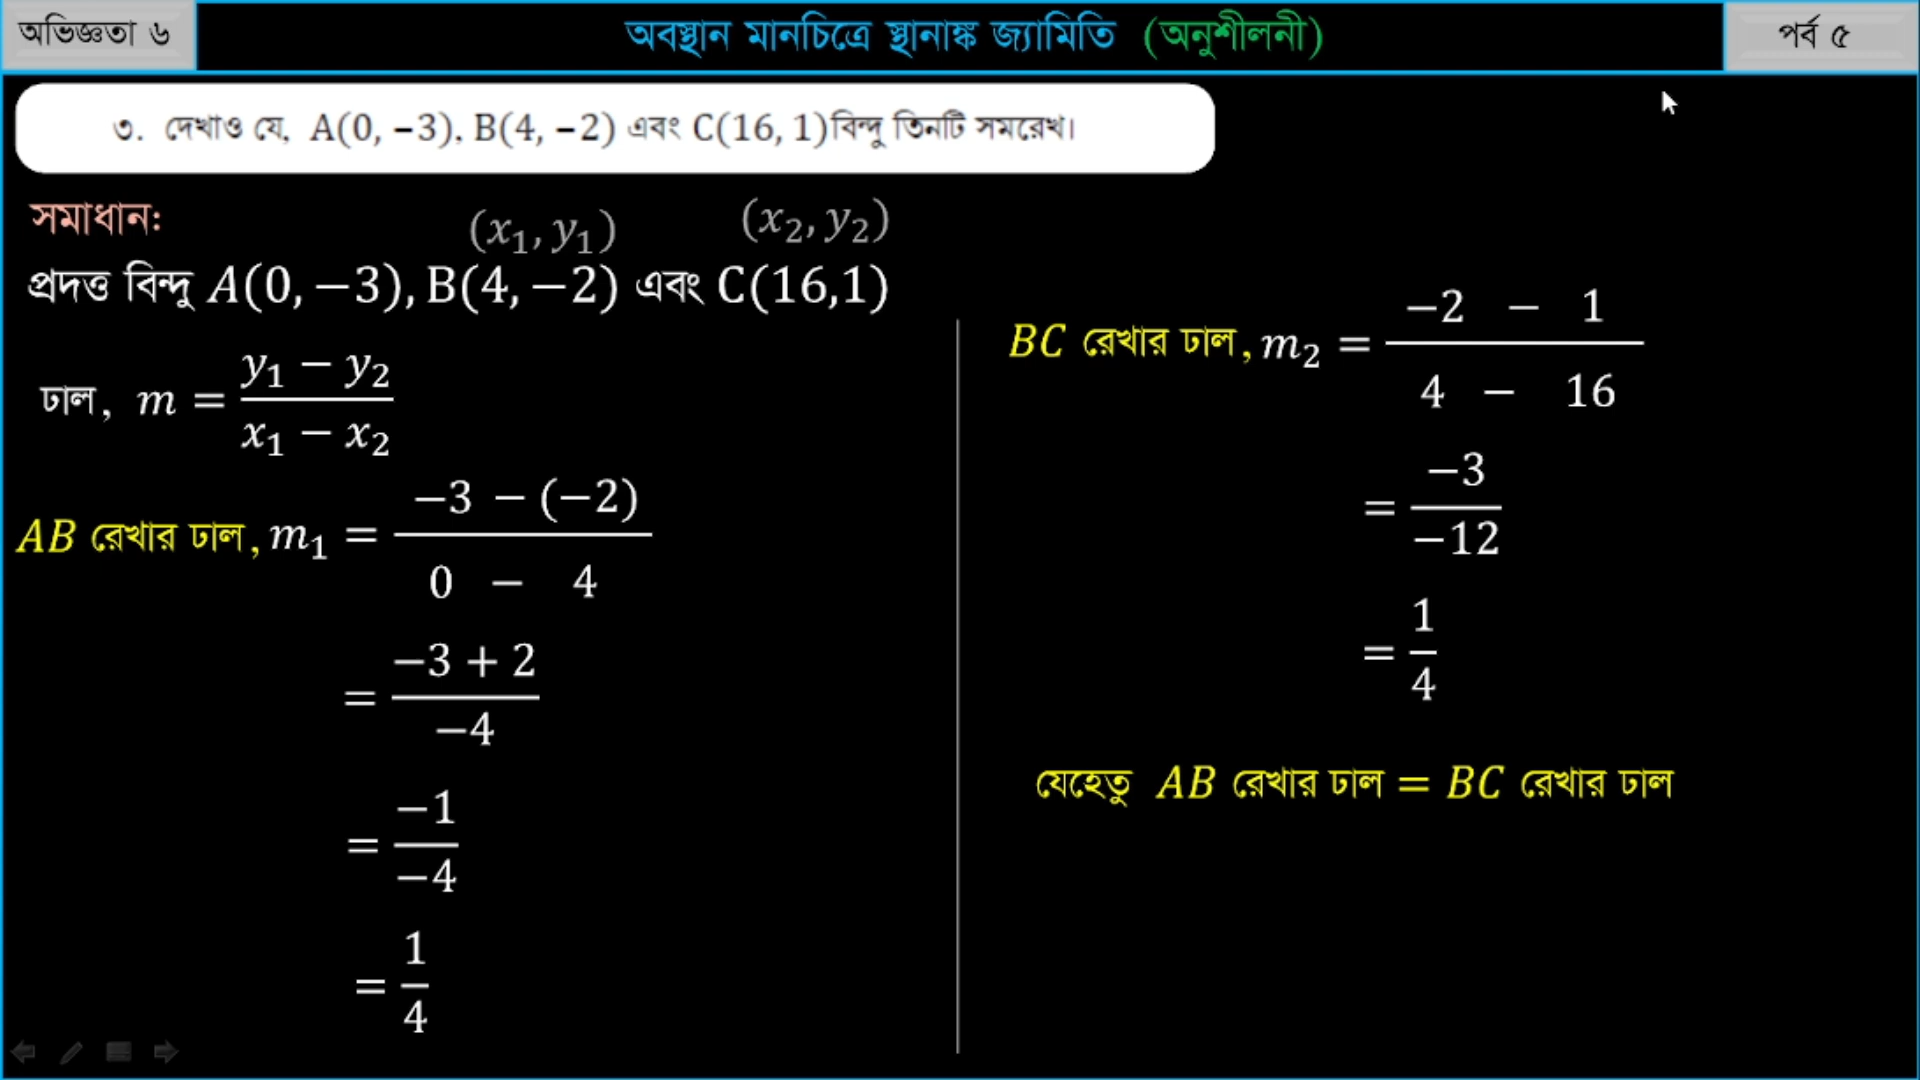 অভিজ্ঞতা ৬
অবস্থান মানচিত্রে স্থানাঙ্ক জ্যামিতি (অনুশীলনী)
পর্ব ৫
৩. দেখাও যে, A(0, −3), B(4, −2) এবং C(16, 1)বিন্দু তিনটি সমরেখ।
সমাধান:
(x₁, y₁) (x₂, y₂)
প্রদত্ত বিন্দু A(0, −3), B(4, −2) এবং C(16,1)
ঢাল, m = (y₁ − y₂)/(x₁ − x₂)
AB রেখার ঢাল, m₁ = (−3 − (−2))/(0 − 4)
= (−3 + 2)/(−4)
= (−1)/(−4)
= 1/4
BC রেখার ঢাল, m₂ = (−2 − 1)/(4 − 16)
= (−3)/(−12)
= 1/4
যেহেতু AB রেখার ঢাল = BC রেখার ঢাল